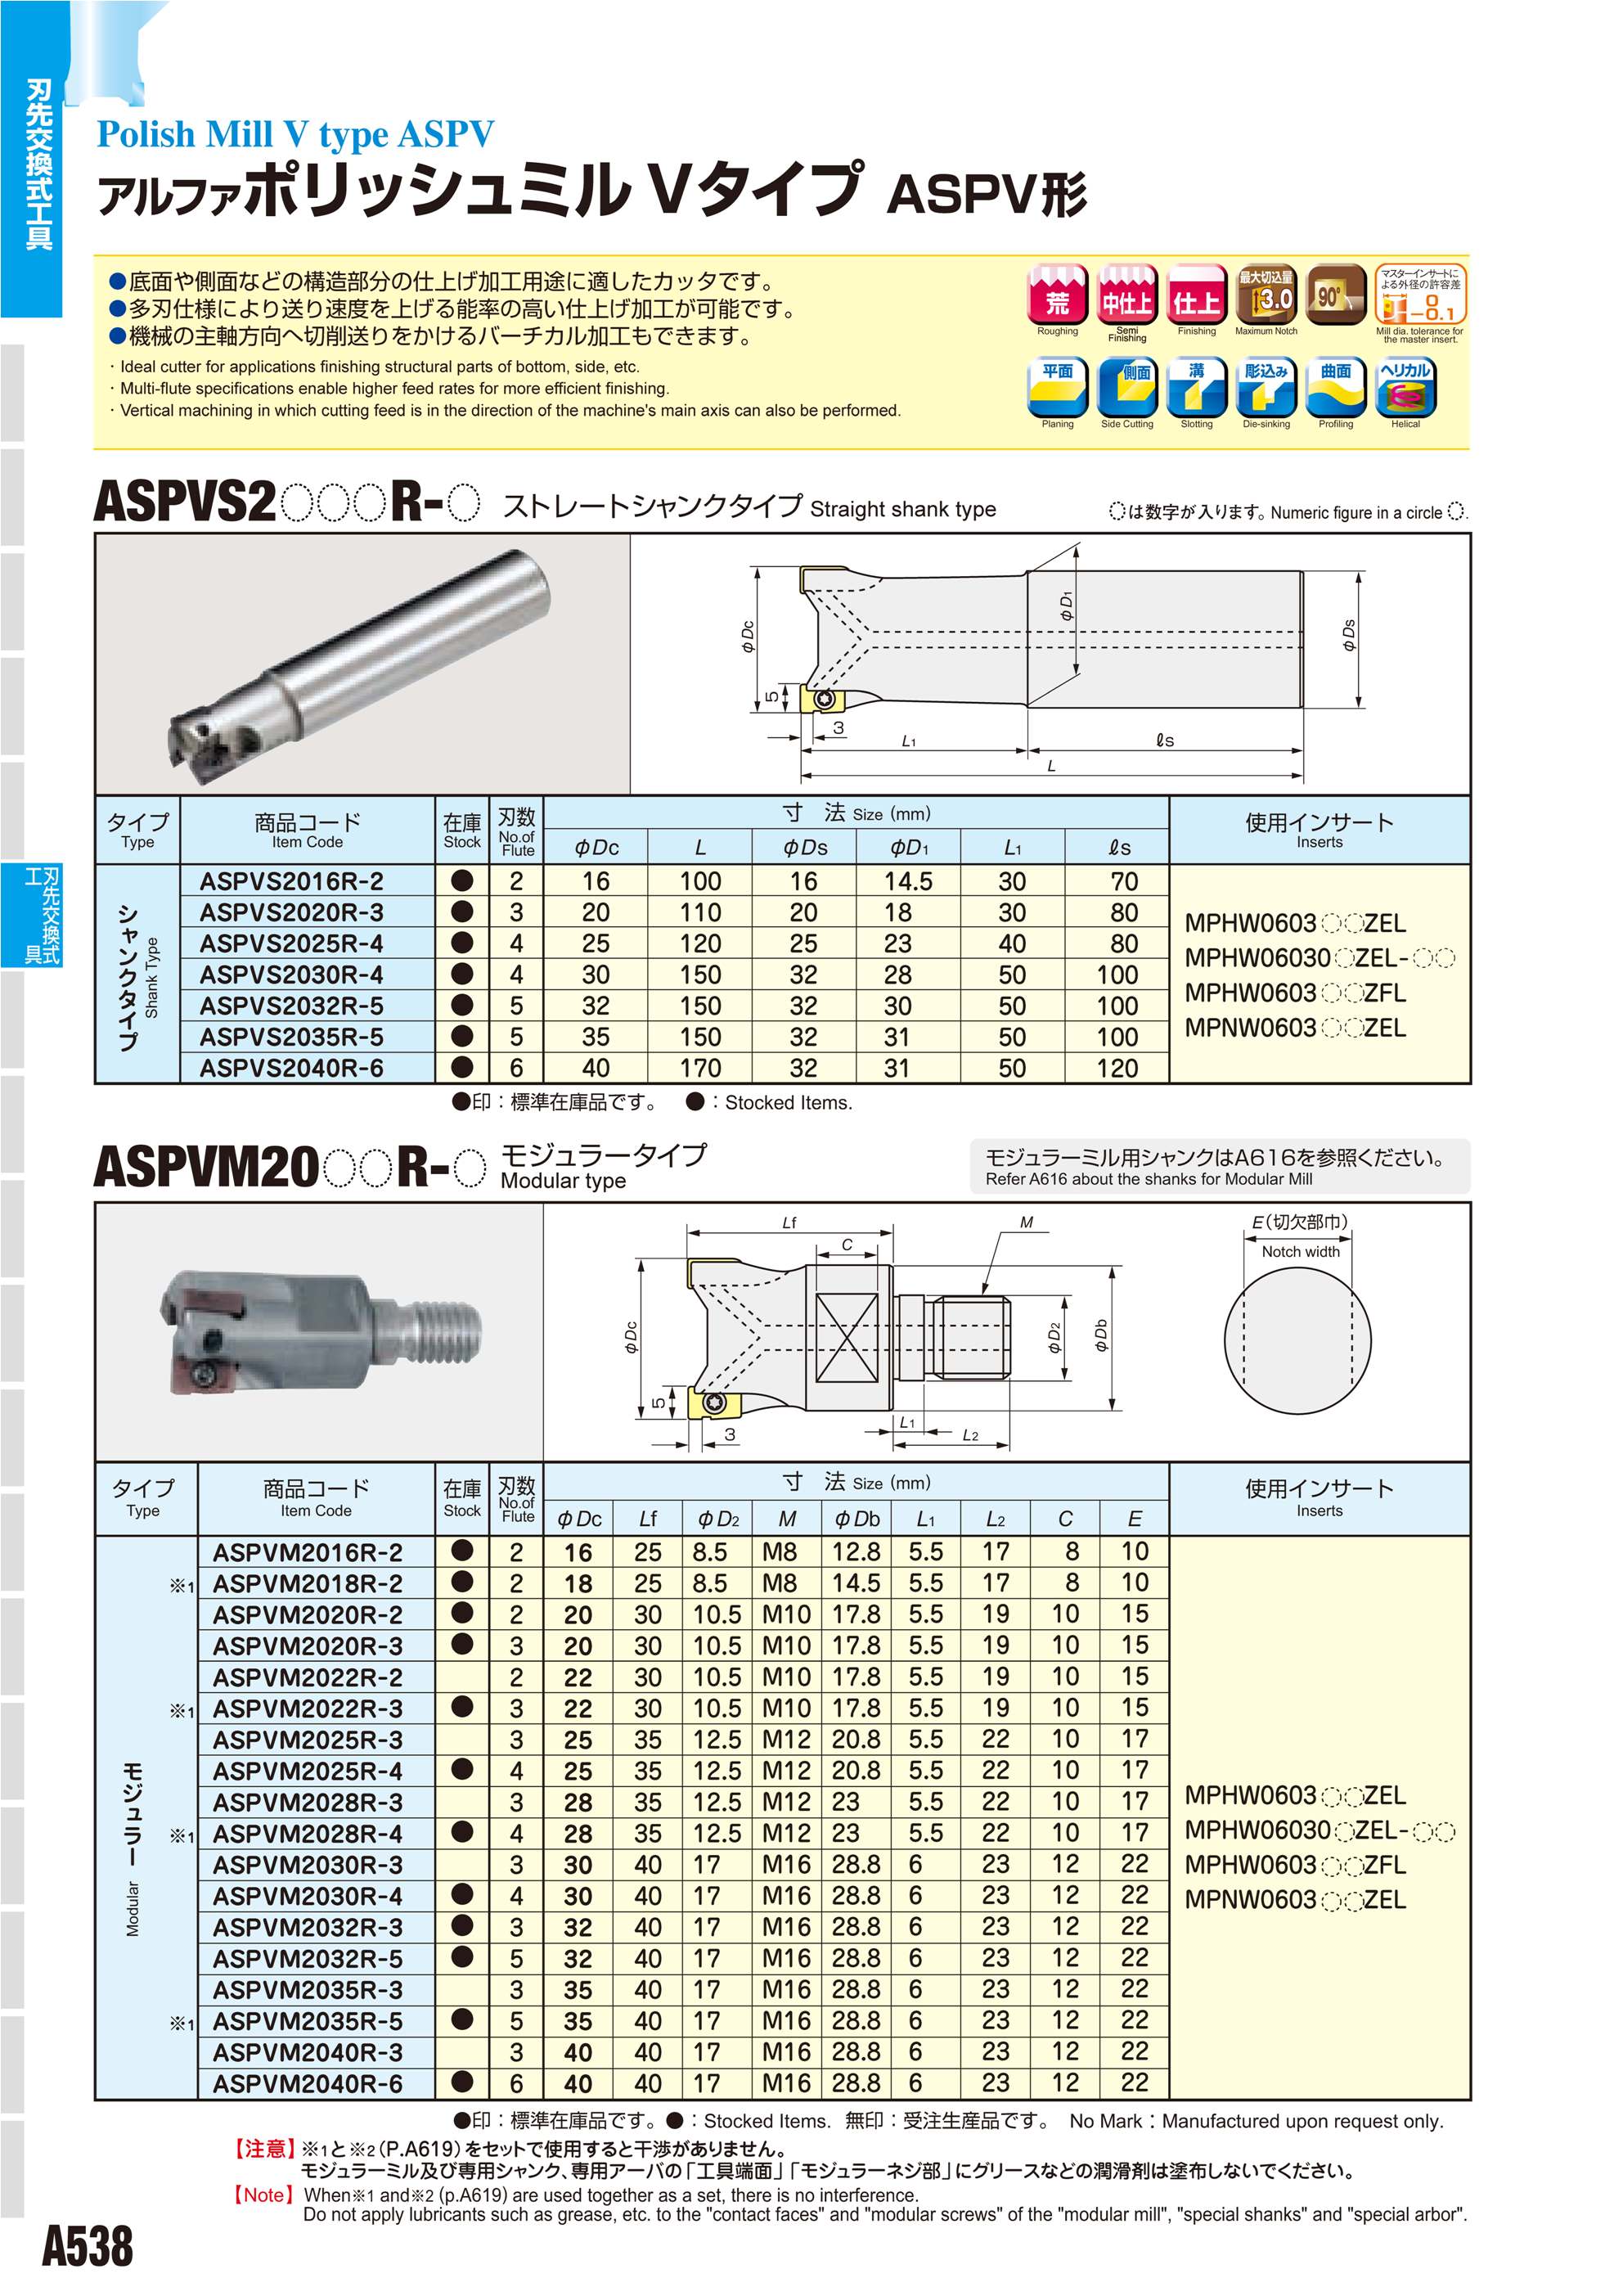 刃先交換式工具
Polish Mill V type ASPV
アルファポリッシュミル Vタイプ ASPV形
●底面や側面などの構造部分の仕上げ加工用途に適したカッタです。
●多刃仕様により送り速度を上げる能率の高い仕上げ加工が可能です。
●機械の主軸方向へ切削送りをかけるバーチカル加工もできます。
・Ideal cutter for applications finishing structural parts of bottom, side, etc.
・Multi-flute specifications enable higher feed rates for more efficient finishing.
・Vertical machining in which cutting feed is in the direction of the machine's main axis can also be performed.
荒 中仕上 仕上 最大切込量 3.0 90° マスターインサートによる外径の許容差 0 −0.1
Roughing Semi Finishing Finishing Maximum Notch Mill dia. tolerance for the master insert.
平面 側面 溝 彫込み 曲面 ヘリカル
Planing Side Cutting Slotting Die-sinking Profiling Helical
ASPVS2○○○R-○ ストレートシャンクタイプ Straight shank type
○は数字が入ります。Numeric figure in a circle ○.
φDc 5 3 L1 ℓs L φD1 φDs
タイプ Type 商品コード Item Code 在庫 Stock 刃数 No.of Flute 寸 法 Size (mm) 使用インサート Inserts
φDc L φDs φD1 L1 ℓs
シャンクタイプ Shank Type
ASPVS2016R-2 ● 2 16 100 16 14.5 30 70
ASPVS2020R-3 ● 3 20 110 20 18 30 80
ASPVS2025R-4 ● 4 25 120 25 23 40 80
ASPVS2030R-4 ● 4 30 150 32 28 50 100
ASPVS2032R-5 ● 5 32 150 32 30 50 100
ASPVS2035R-5 ● 5 35 150 32 31 50 100
ASPVS2040R-6 ● 6 40 170 32 31 50 120
MPHW0603○○ZEL
MPHW06030○ZEL-○○
MPHW0603○○ZFL
MPNW0603○○ZEL
●印：標準在庫品です。 ●：Stocked Items.
刃先交換式工具
ASPVM20○○R-○ モジュラータイプ
Modular type
モジュラーミル用シャンクはA616を参照ください。
Refer A616 about the shanks for Modular Mill
Lf C M φDc 5 3 L1 L2 φD2 φDb
E(切欠部巾)
Notch width
タイプ Type 商品コード Item Code 在庫 Stock 刃数 No.of Flute 寸 法 Size (mm) 使用インサート Inserts
φDc Lf φD2 M φDb L1 L2 C E
モジュラー Modular
ASPVM2016R-2 ● 2 16 25 8.5 M8 12.8 5.5 17 8 10
※1 ASPVM2018R-2 ● 2 18 25 8.5 M8 14.5 5.5 17 8 10
ASPVM2020R-2 ● 2 20 30 10.5 M10 17.8 5.5 19 10 15
ASPVM2020R-3 ● 3 20 30 10.5 M10 17.8 5.5 19 10 15
ASPVM2022R-2 2 22 30 10.5 M10 17.8 5.5 19 10 15
※1 ASPVM2022R-3 ● 3 22 30 10.5 M10 17.8 5.5 19 10 15
ASPVM2025R-3 3 25 35 12.5 M12 20.8 5.5 22 10 17
ASPVM2025R-4 ● 4 25 35 12.5 M12 20.8 5.5 22 10 17
ASPVM2028R-3 3 28 35 12.5 M12 23 5.5 22 10 17
※1 ASPVM2028R-4 ● 4 28 35 12.5 M12 23 5.5 22 10 17
ASPVM2030R-3 3 30 40 17 M16 28.8 6 23 12 22
ASPVM2030R-4 ● 4 30 40 17 M16 28.8 6 23 12 22
ASPVM2032R-3 ● 3 32 40 17 M16 28.8 6 23 12 22
ASPVM2032R-5 ● 5 32 40 17 M16 28.8 6 23 12 22
ASPVM2035R-3 3 35 40 17 M16 28.8 6 23 12 22
※1 ASPVM2035R-5 ● 5 35 40 17 M16 28.8 6 23 12 22
ASPVM2040R-3 3 40 40 17 M16 28.8 6 23 12 22
ASPVM2040R-6 ● 6 40 40 17 M16 28.8 6 23 12 22
MPHW0603○○ZEL
MPHW06030○ZEL-○○
MPHW0603○○ZFL
MPNW0603○○ZEL
●印：標準在庫品です。●：Stocked Items. 無印：受注生産品です。 No Mark：Manufactured upon request only.
【注意】※1と※2(P.A619)をセットで使用すると干渉がありません。
モジュラーミル及び専用シャンク、専用アーバの「工具端面」「モジュラーネジ部」にグリースなどの潤滑剤は塗布しないでください。
【Note】When※1 and※2 (p.A619) are used together as a set, there is no interference.
Do not apply lubricants such as grease, etc. to the "contact faces" and "modular screws" of the "modular mill", "special shanks" and "special arbor".
A538